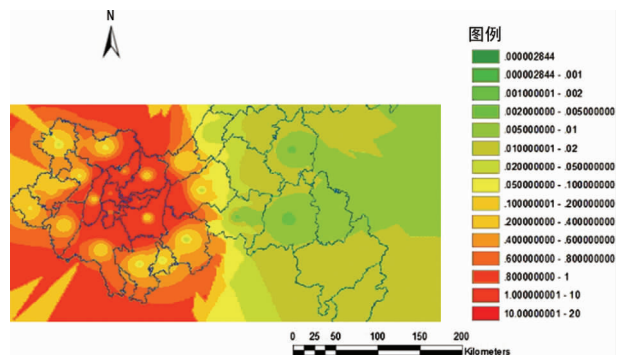 N
图例
.000002844
.000002844 - .001
.001000001 - .002
.002000000 - .005000000
.005000000 - .01
.010000001 - .02
.020000000 - .050000000
.050000000 - .100000000
.100000001 - .200000000
.200000000 - .400000000
.400000000 - .600000000
.600000000 - .800000000
.800000000 - 1
1.00000001 - 10
10.0000001 - 20
0 25 50 100 150 200
Kilometers